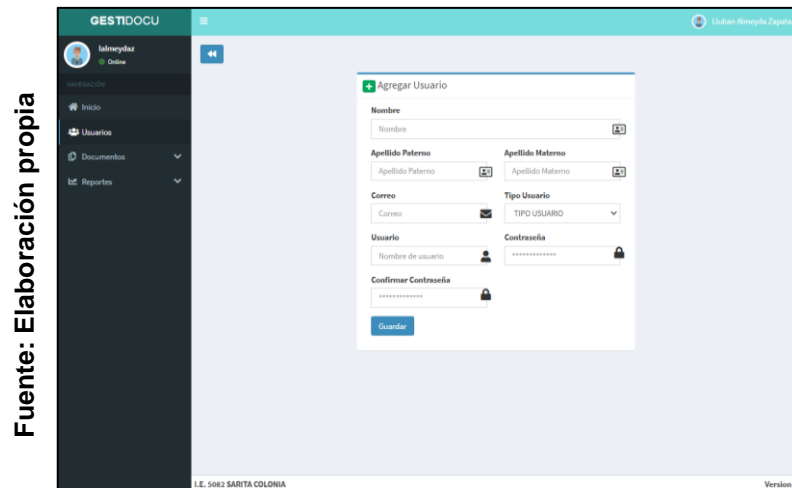 Fuente: Elaboración propia
GESTIDOCU
Llulian Almeyda Zapata
lalmeydaz
Online
NAVEGACIÓN
Inicio
Usuarios
Documentos
Reportes
Agregar Usuario
Nombre
Nombre
Apellido Paterno Apellido Materno
Apellido Paterno Apellido Materno
Correo Tipo Usuario
Correo TIPO USUARIO
Usuario Contraseña
Nombre de usuario *************
Confirmar Contraseña
*************
Guardar
I.E. 5082 SARITA COLONIA Version